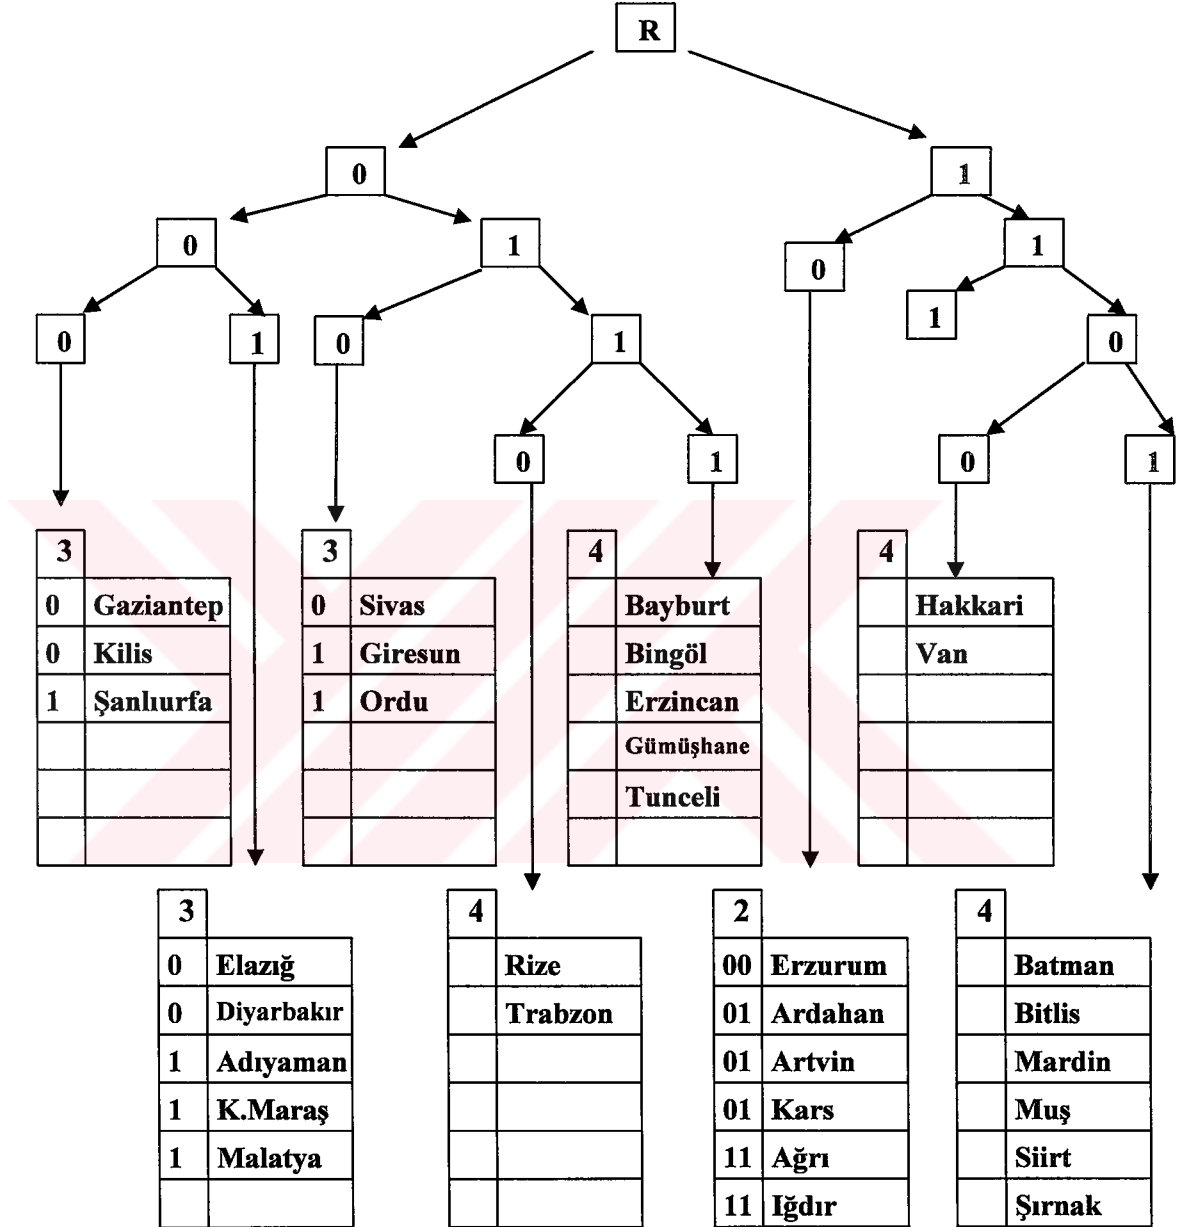 R
0
1
0
1
0
1
0
1
0
1
1
0
0
1
0
1
3
0 Gaziantep
0 Kilis
1 Şanlıurfa
3
0 Sivas
1 Giresun
1 Ordu
4
Bayburt
Bingöl
Erzincan
Gümüşhane
Tunceli
4
Hakkari
Van
3
0 Elazığ
0 Diyarbakır
1 Adıyaman
1 K.Maraş
1 Malatya
4
Rize
Trabzon
2
00 Erzurum
01 Ardahan
01 Artvin
01 Kars
11 Ağrı
11 Iğdır
4
Batman
Bitlis
Mardin
Muş
Siirt
Şırnak